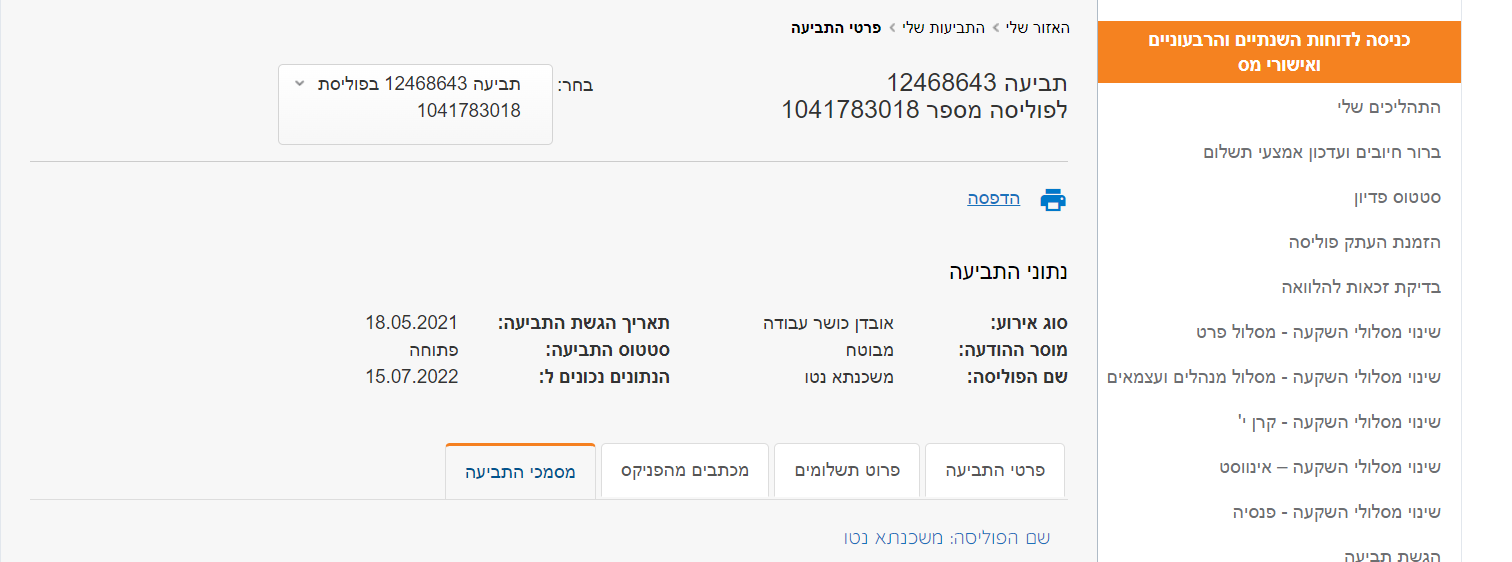 כניסה לדוחות השנתיים והרבעוניים
ואישורי מס
התהליכים שלי
ברור חיובים ועדכון אמצעי תשלום
סטטוס פדיון
הזמנת העתק פוליסה
בדיקת זכאות להלוואה
שינוי מסלולי השקעה - מסלול פרט
שינוי מסלולי השקעה - מסלול מנהלים ועצמאים
שינוי מסלולי השקעה - קרן י'
שינוי מסלולי השקעה – אינווסט
שינוי מסלולי השקעה - פנסיה
הגשת תביעה
האזור שלי › התביעות שלי › פרטי התביעה
תביעה 12468643
לפוליסה מספר 1041783018
בחר: תביעה 12468643 בפוליסת
1041783018
הדפסה
נתוני התביעה
סוג אירוע: אובדן כושר עבודה תאריך הגשת התביעה: 18.05.2021
מוסר ההודעה: מבוטח סטטוס התביעה: פתוחה
שם הפוליסה: משכנתא נטו הנתונים נכונים ל: 15.07.2022
פרטי התביעה פרוט תשלומים מכתבים מהפניקס מסמכי התביעה
שם הפוליסה: משכנתא נטו